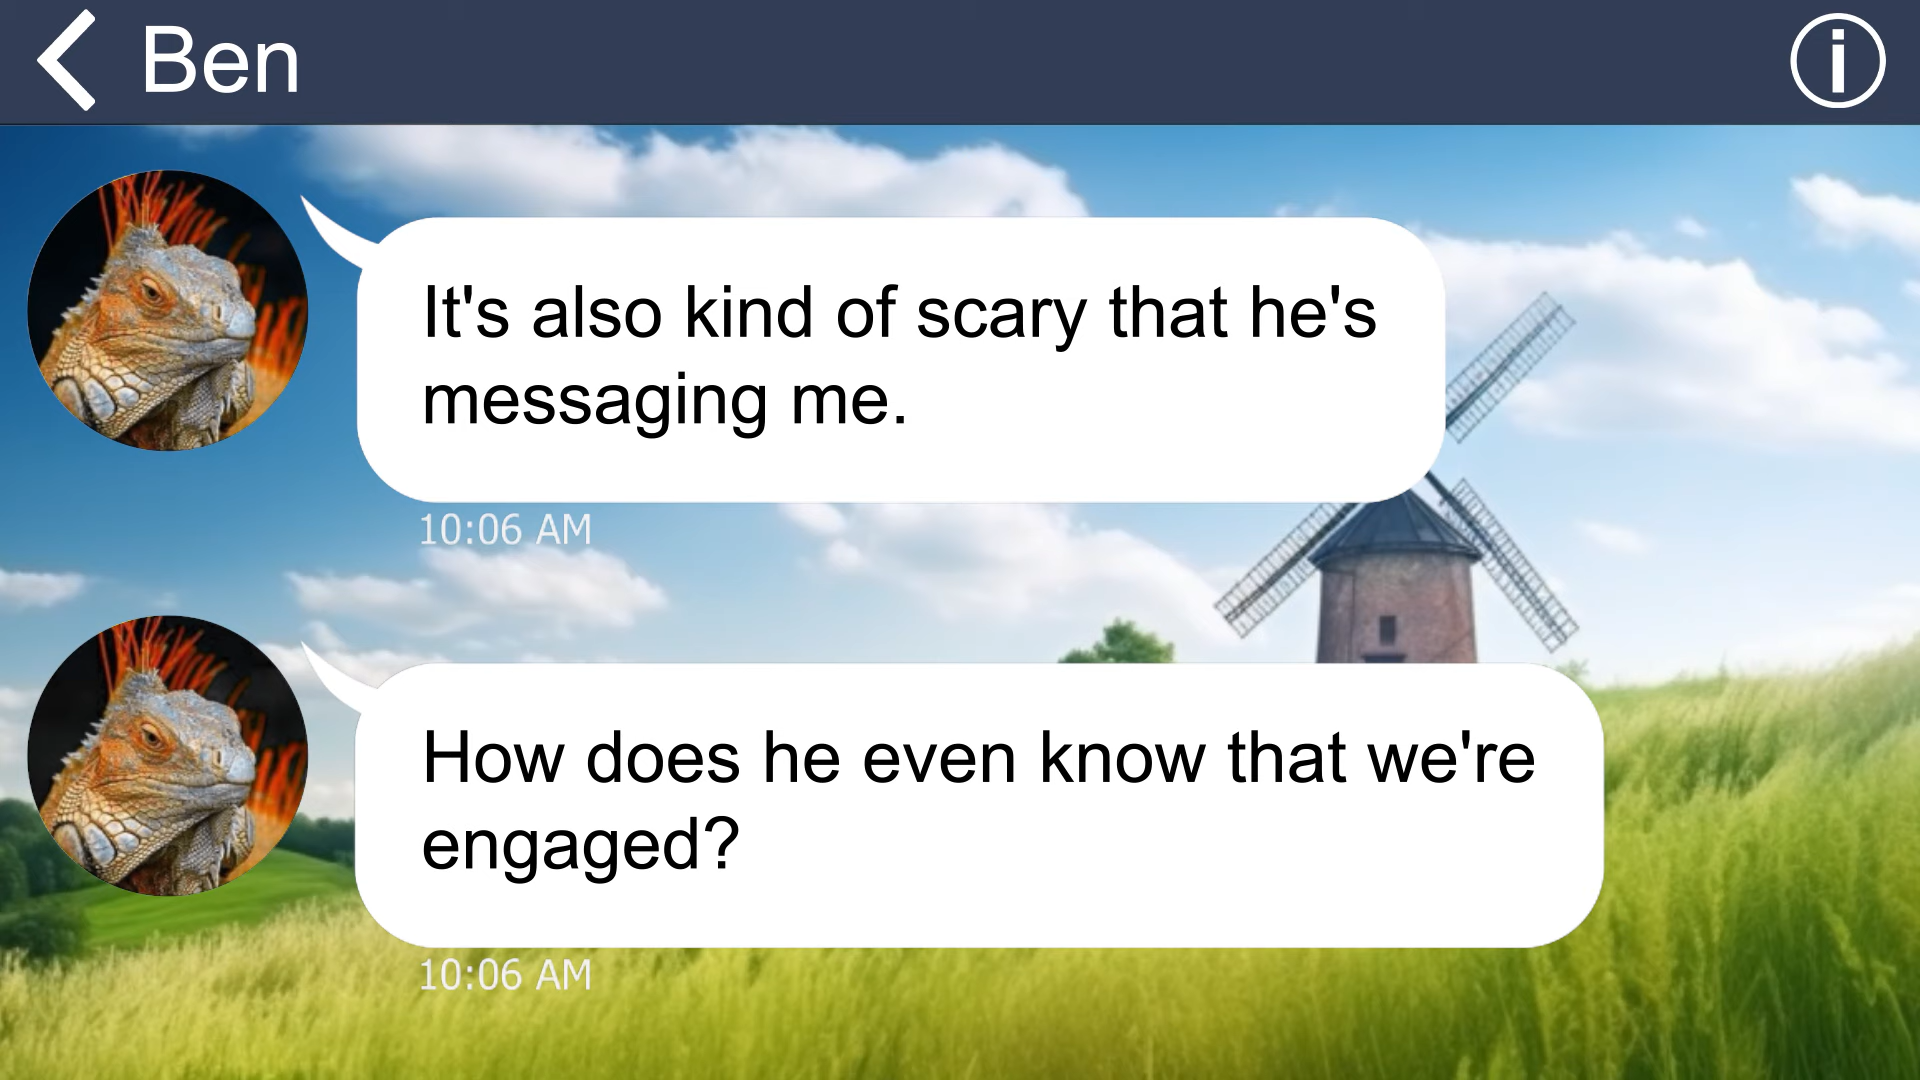 Ben
It's also kind of scary that he's
messaging me.
10:06 AM
How does he even know that we're
engaged?
10:06 AM